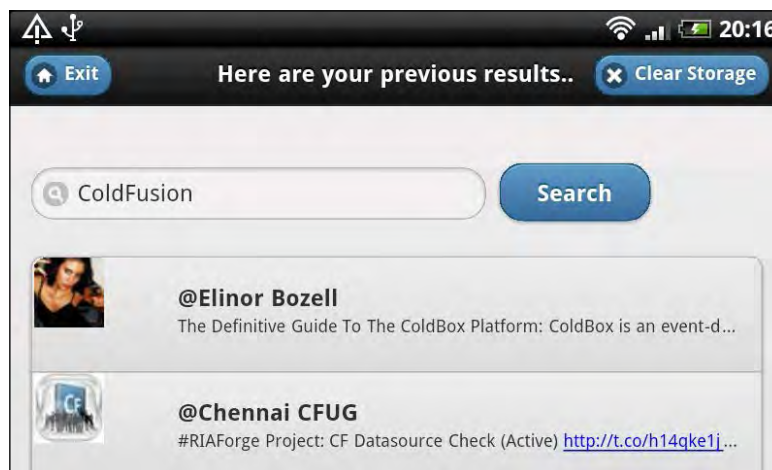 20:16
Exit
Here are your previous results..
Clear Storage
ColdFusion
Search
@Elinor Bozell
The Definitive Guide To The ColdBox Platform: ColdBox is an event-d...
CF
@Chennai CFUG
#RIAForge Project: CF Datasource Check (Active) http://t.co/h14qke1j...